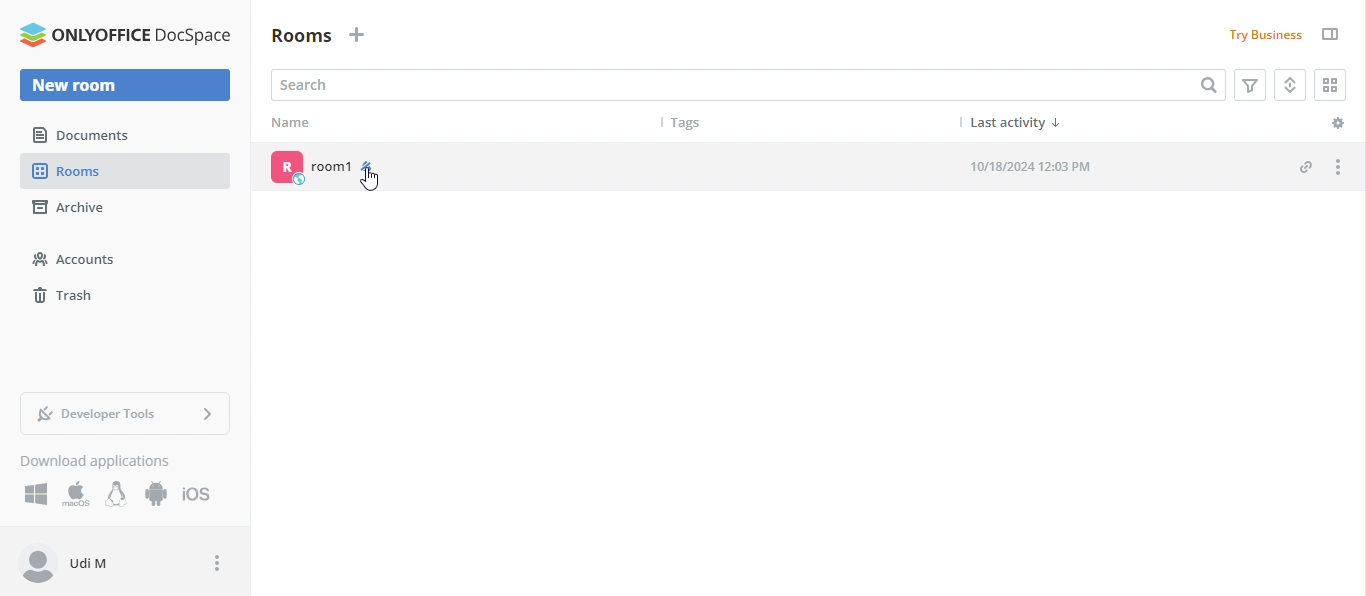 ONLYOFFICE DocSpace
Rooms
Try Business
New room
Search
Name
Tags
Last activity ↓
Documents
Rooms
Archive
Accounts
Trash
R
room1
10/18/2024 12:03 PM
Developer Tools
Download applications
macOS
iOS
Udi M